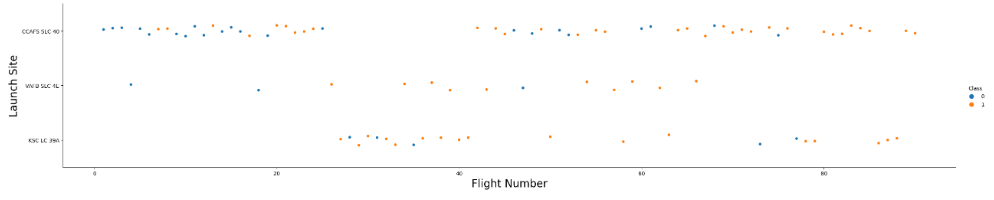 CCAFS SLC 40
VAFB SLC 4E
KSC LC 39A
Launch Site
0
20
40
60
80
Flight Number
Class
0
1